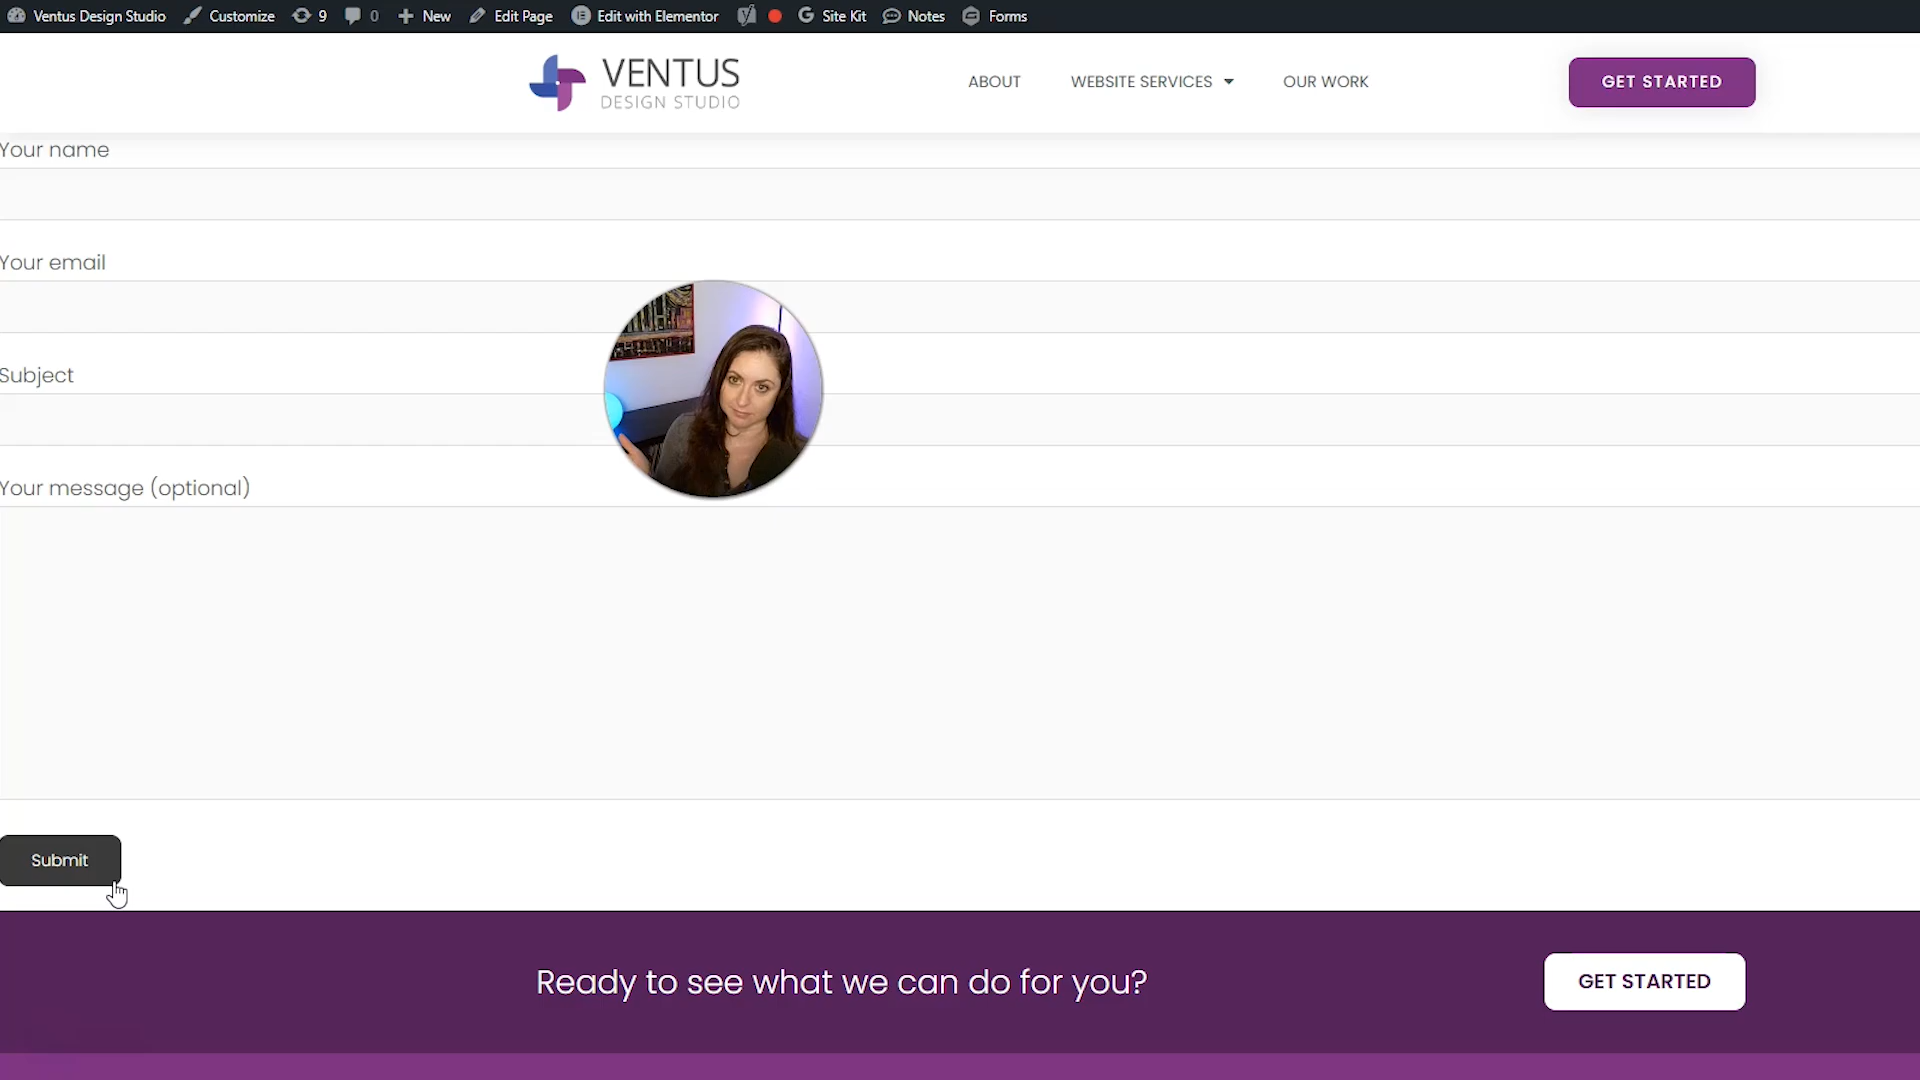 Ventus Design Studio Customize 9 0 New Edit Page Edit with Elementor Site Kit Notes Forms
VENTUS
DESIGN STUDIO
ABOUT WEBSITE SERVICES OUR WORK GET STARTED
Your name
Your email
Subject
Your message (optional)
Submit
Ready to see what we can do for you? GET STARTED